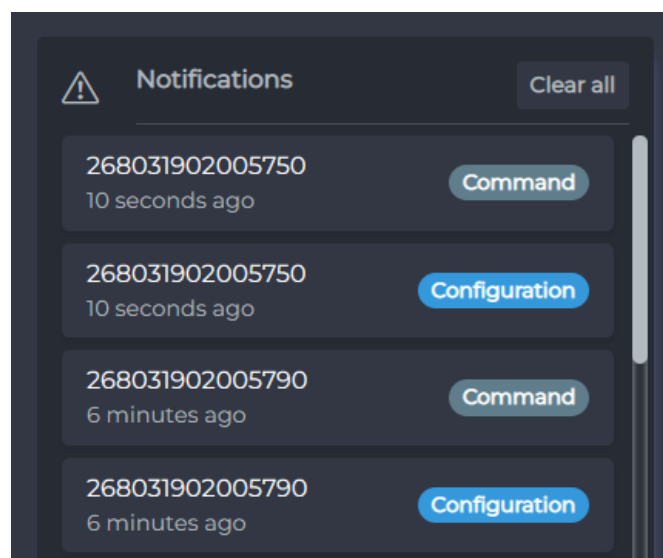 Notifications
Clear all
268031902005750
Command
10 seconds ago
268031902005750
Configuration
10 seconds ago
268031902005790
Command
6 minutes ago
268031902005790
Configuration
6 minutes ago